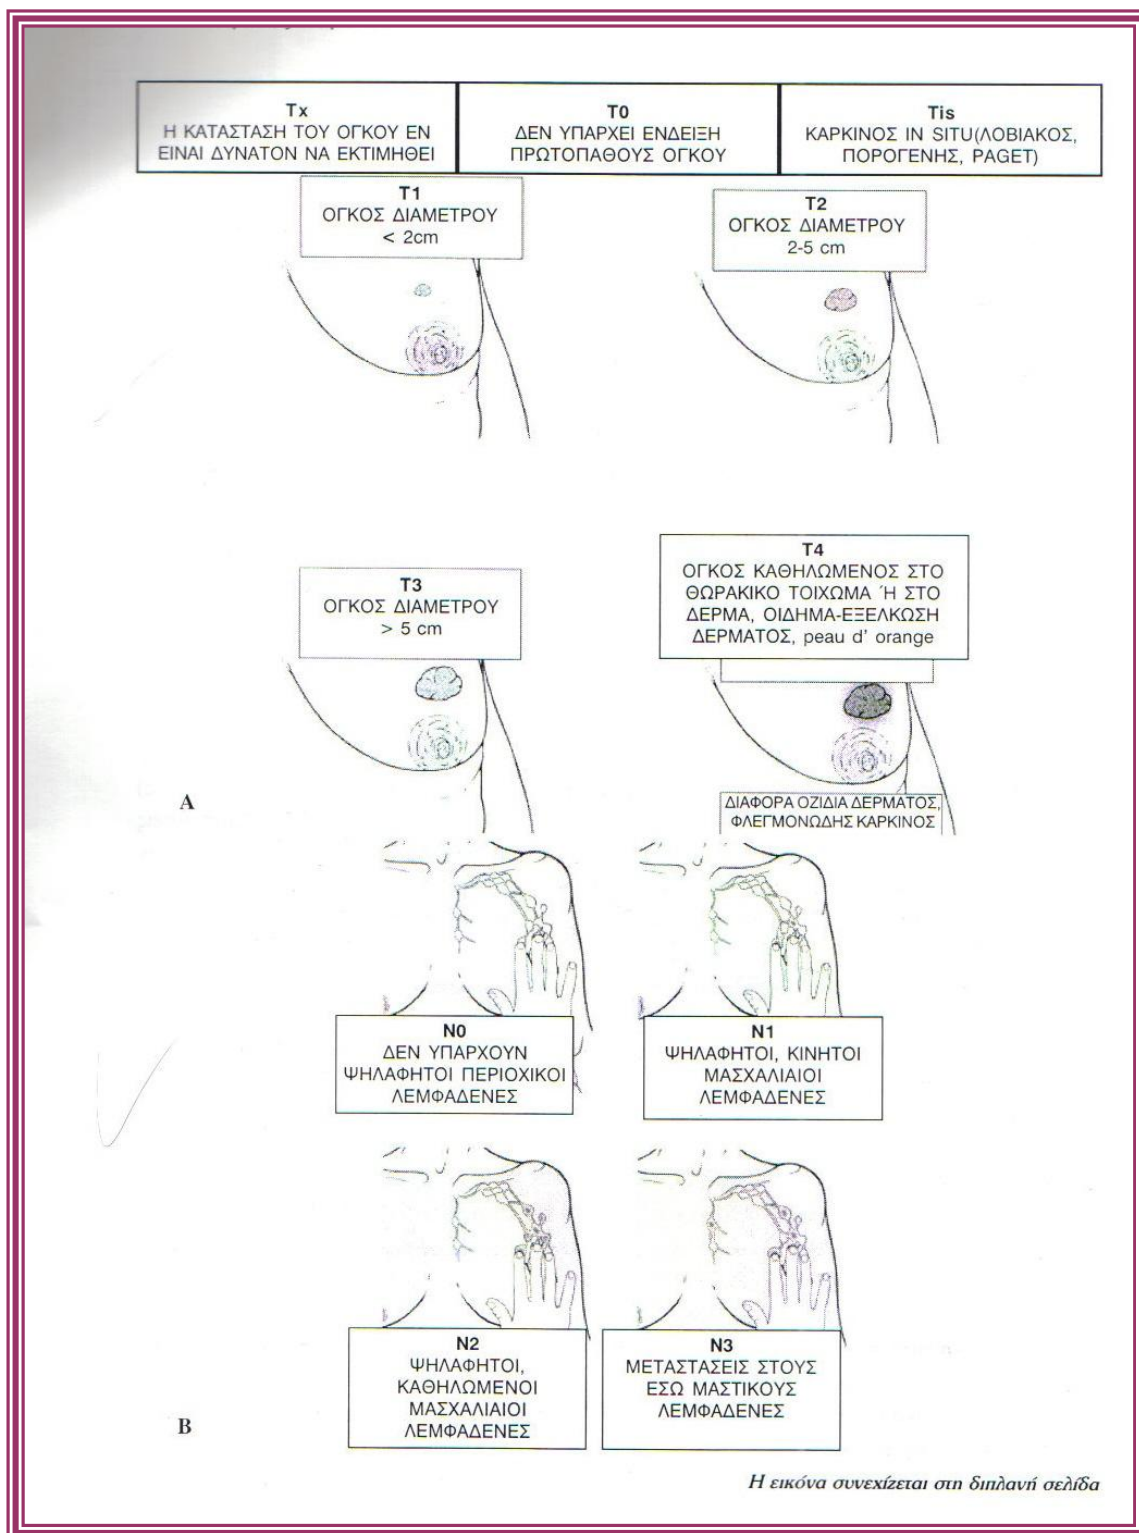 Tx
Η ΚΑΤΑΣΤΑΣΗ ΤΟΥ ΟΓΚΟΥ ΕΝ
ΕΙΝΑΙ ΔΥΝΑΤΟΝ ΝΑ ΕΚΤΙΜΗΘΕΙ
T0
ΔΕΝ ΥΠΑΡΧΕΙ ΕΝΔΕΙΞΗ
ΠΡΩΤΟΠΑΘΟΥΣ ΟΓΚΟΥ
Tis
ΚΑΡΚΙΝΟΣ IN SITU(ΛΟΒΙΑΚΟΣ,
ΠΟΡΟΓΕΝΗΣ, PAGET)
T1
ΟΓΚΟΣ ΔΙΑΜΕΤΡΟΥ
< 2cm
T2
ΟΓΚΟΣ ΔΙΑΜΕΤΡΟΥ
2-5 cm
T3
ΟΓΚΟΣ ΔΙΑΜΕΤΡΟΥ
> 5 cm
T4
ΟΓΚΟΣ ΚΑΘΗΛΩΜΕΝΟΣ ΣΤΟ
ΘΩΡΑΚΙΚΟ ΤΟΙΧΩΜΑ Ή ΣΤΟ
ΔΕΡΜΑ, ΟΙΔΗΜΑ-ΕΞΕΛΚΩΣΗ
ΔΕΡΜΑΤΟΣ, peau d' orange
A
ΔΙΑΦΟΡΑ ΟΖΙΔΙΑ ΔΕΡΜΑΤΟΣ,
ΦΛΕΓΜΟΝΩΔΗΣ ΚΑΡΚΙΝΟΣ
N0
ΔΕΝ ΥΠΑΡΧΟΥΝ
ΨΗΛΑΦΗΤΟΙ ΠΕΡΙΟΧΙΚΟΙ
ΛΕΜΦΑΔΕΝΕΣ
N1
ΨΗΛΑΦΗΤΟΙ, ΚΙΝΗΤΟΙ
ΜΑΣΧΑΛΙΑΙΟΙ
ΛΕΜΦΑΔΕΝΕΣ
N2
ΨΗΛΑΦΗΤΟΙ,
ΚΑΘΗΛΩΜΕΝΟΙ
ΜΑΣΧΑΛΙΑΙΟΙ
ΛΕΜΦΑΔΕΝΕΣ
N3
ΜΕΤΑΣΤΑΣΕΙΣ ΣΤΟΥΣ
ΕΣΩ ΜΑΣΤΙΚΟΥΣ
ΛΕΜΦΑΔΕΝΕΣ
B
Η εικόνα συνεχίζεται στη διπλανή σελίδα